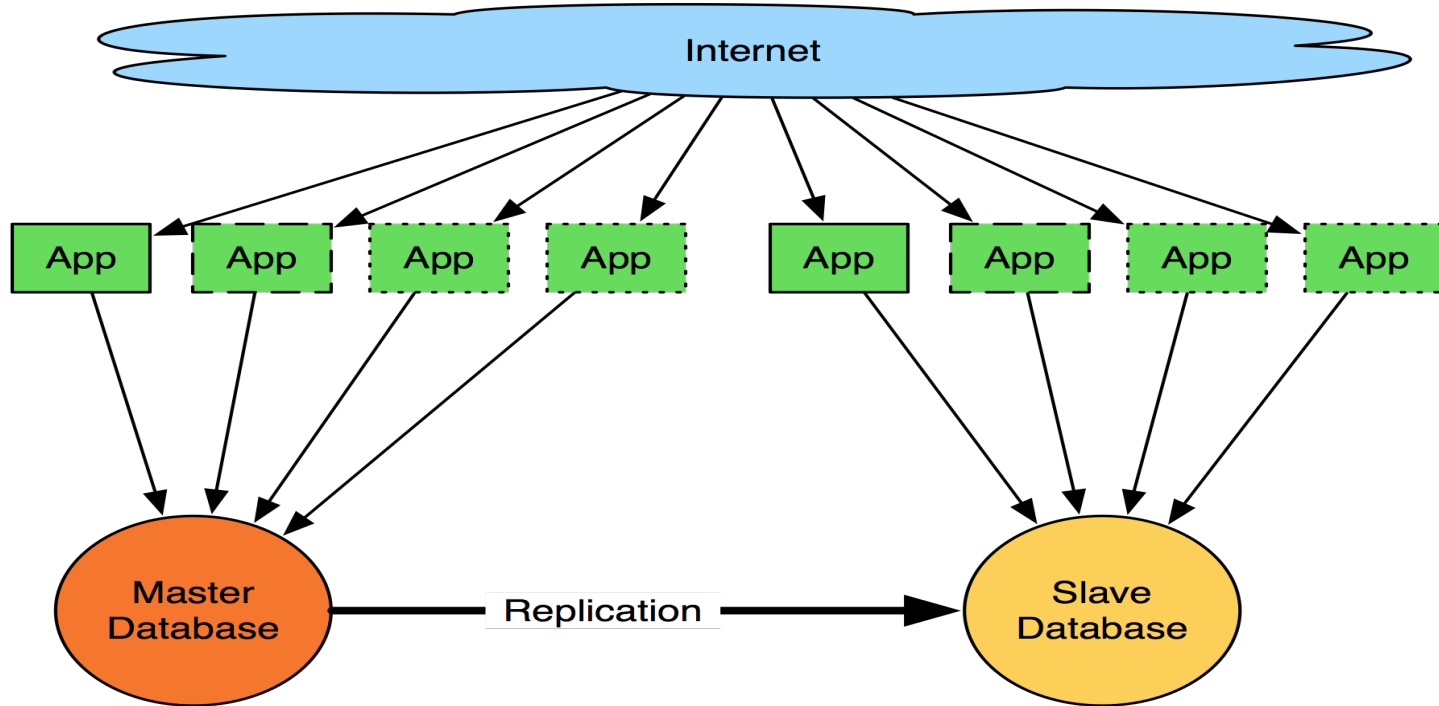 Internet
App App App App App App App App
Master
Database
Replication
Slave
Database